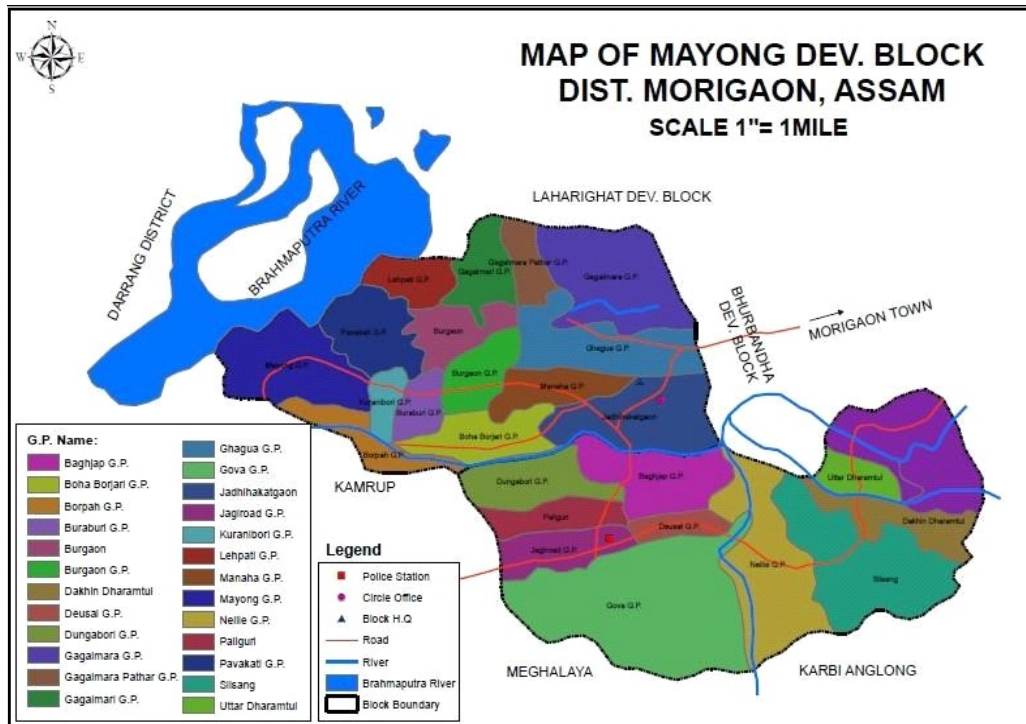 N
W
E
S
MAP OF MAYONG DEV. BLOCK
DIST. MORIGAON, ASSAM
SCALE 1"= 1MILE
DARRANG DISTRICT
BRAHMAPUTRA RIVER
LAHARIGHAT DEV. BLOCK
BHURBANDHA
DEV. BLOCK
MORIGAON TOWN
KAMRUP
MEGHALAYA
KARBI ANGLONG
Lehpati G.P.
Gagalmari G.P.
Gagalmara Pathar G.P.
Gagalmara G.P.
Pavakati G.P.
Burgaon
Ghagua G.P.
Mayong G.P.
Burgaon G.P.
Manaha G.P.
Kuranibori G.P.
Buraburi G.P.
Jadhihakatgaon
Boha Borjari G.P.
Borpah G.P.
Dungabori G.P.
Baghjap G.P.
Uttar Dharamtul
Dakhin Dharamtul
Paliguri
Deusal G.P.
Jagiroad G.P.
Nellie G.P.
Silsang
Gova G.P.
G.P. Name:
Baghjap G.P.
Boha Borjari G.P.
Borpah G.P.
Buraburi G.P.
Burgaon
Burgaon G.P.
Dakhin Dharamtul
Deusal G.P.
Dungabori G.P.
Gagalmara G.P.
Gagalmara Pathar G.P.
Gagalmari G.P.
Ghagua G.P.
Gova G.P.
Jadhihakatgaon
Jagiroad G.P.
Kuranibori G.P.
Lehpati G.P.
Manaha G.P.
Mayong G.P.
Nellie G.P.
Paliguri
Pavakati G.P.
Silsang
Uttar Dharamtul
Legend
Police Station
Circle Office
Block H.Q
Road
River
Brahmaputra River
Block Boundary